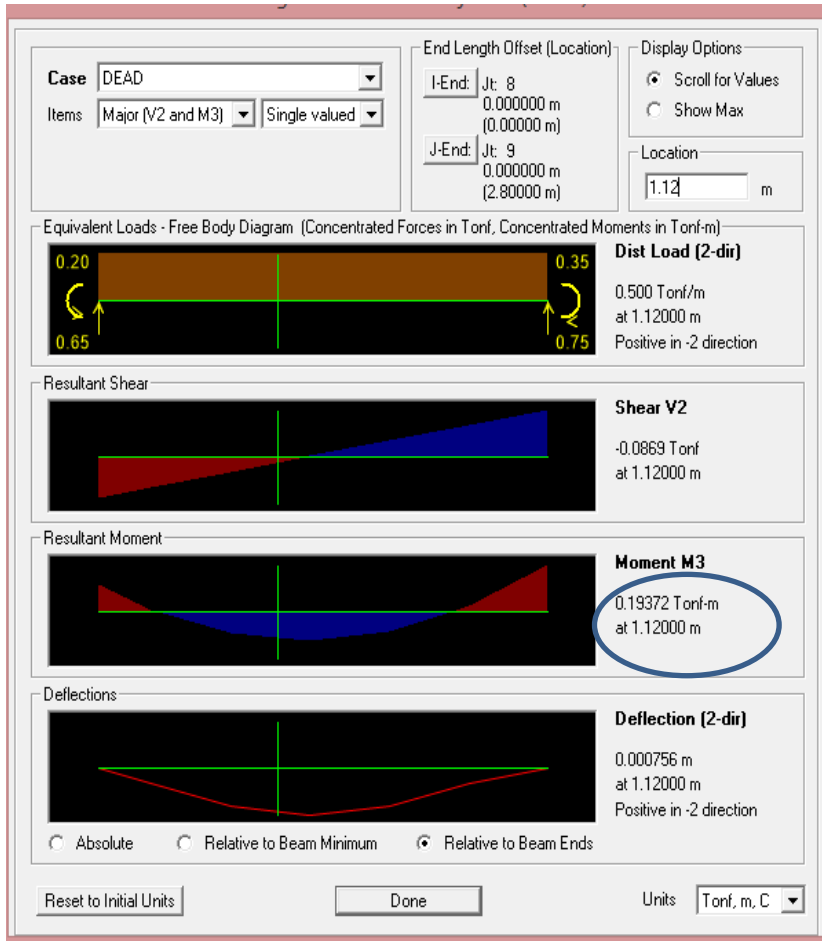 Case DEAD
Items Major (V2 and M3) Single valued
End Length Offset (Location)
I-End: Jt: 8
0.000000 m
(0.00000 m)
J-End: Jt: 9
0.000000 m
(2.80000 m)
Display Options
Scroll for Values
Show Max
Location
1.12 m
Equivalent Loads - Free Body Diagram (Concentrated Forces in Tonf, Concentrated Moments in Tonf-m)
0.20 0.35
0.65 0.75
Dist Load (2-dir)
0.500 Tonf/m
at 1.12000 m
Positive in -2 direction
Resultant Shear
Shear V2
-0.0869 Tonf
at 1.12000 m
Resultant Moment
Moment M3
0.19372 Tonf-m
at 1.12000 m
Deflections
Deflection (2-dir)
0.000756 m
at 1.12000 m
Positive in -2 direction
Absolute Relative to Beam Minimum Relative to Beam Ends
Reset to Initial Units Done Units Tonf, m, C